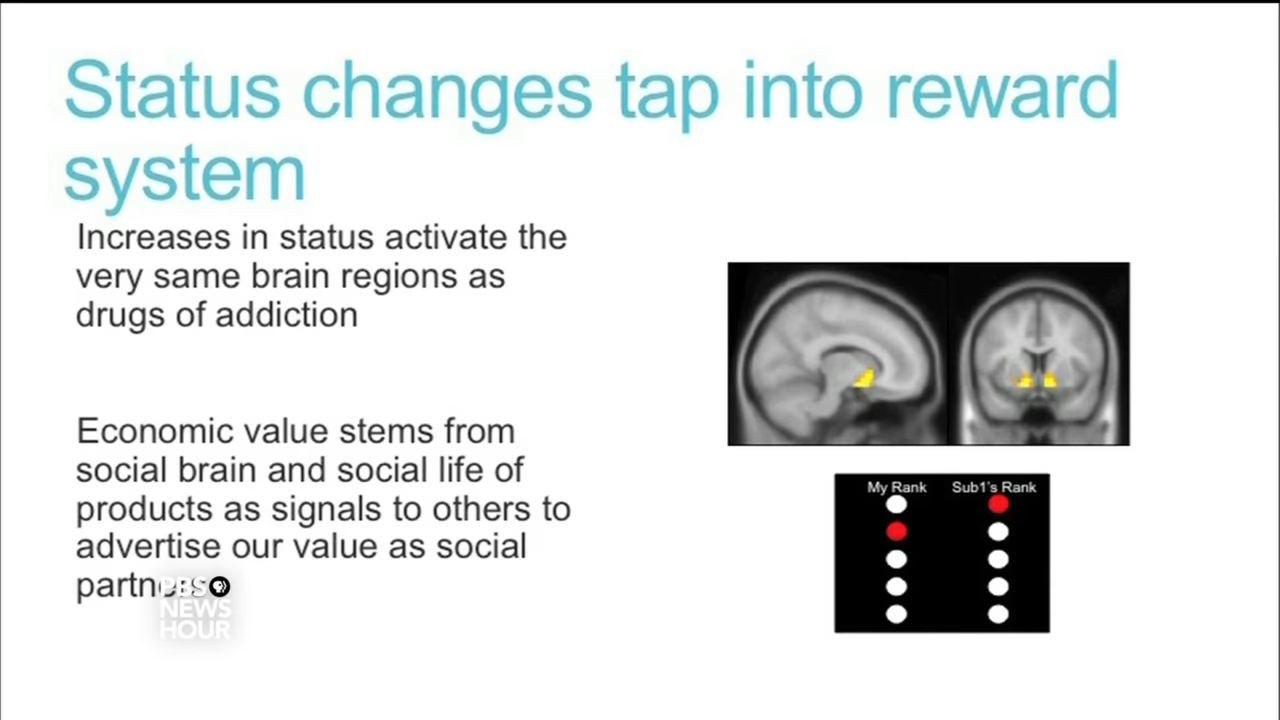 Status changes tap into reward
system
Increases in status activate the
very same brain regions as
drugs of addiction
Economic value stems from
social brain and social life of
products as signals to others to
advertise our value as social
partners
PBS
NEWS
HOUR
My Rank Sub1's Rank